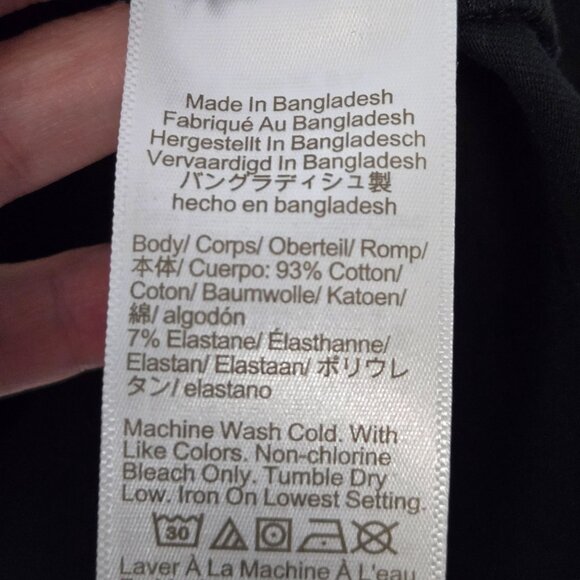 Made In Bangladesh
Fabriqué Au Bangladesh
Hergestellt In Bangladesch
Vervaardigd In Bangladesh
バングラディシュ製
hecho en bangladesh
Body/ Corps/ Oberteil/ Romp/
本体/ Cuerpo: 93% Cotton/
Coton/ Baumwolle/ Katoen/
綿/ algodón
7% Elastane/ Élasthanne/
Elastan/ Elastaan/ ポリウレ
タン/ elastano
Machine Wash Cold. With
Like Colors. Non-chlorine
Bleach Only. Tumble Dry
Low. Iron On Lowest Setting.
30
Laver À La Machine À L'eau